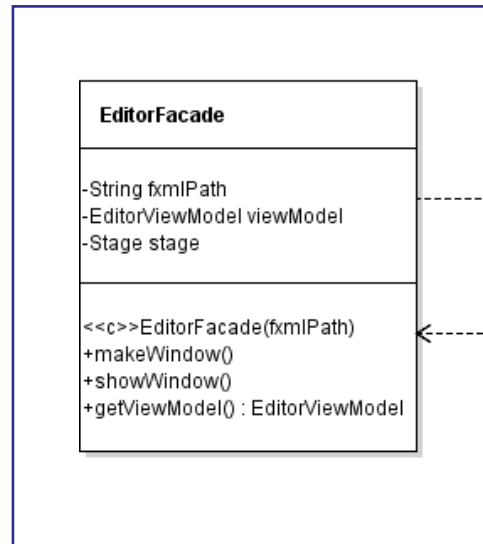 EditorFacade
-String fxmlPath
-EditorViewModel viewModel
-Stage stage
<<c>>EditorFacade(fxmlPath)
+makeWindow()
+showWindow()
+getViewModel() : EditorViewModel